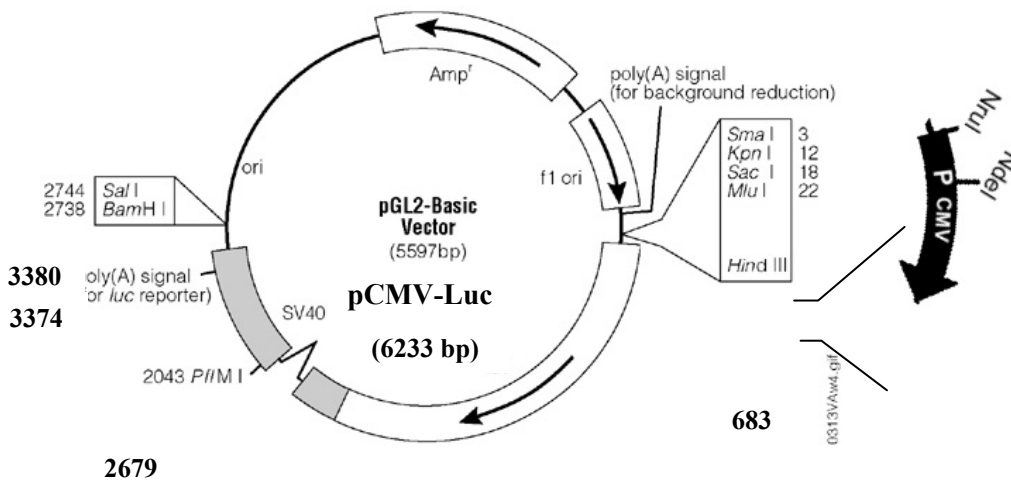 Amp^r
poly(A) signal
(for background reduction)
Sma I 3
Kpn I 12
Sac I 18
Mlu I 22
Hind III
NruI
NdeI
P CMV
f1 ori
ori
2744 Sal I
2738 BamH I
pGL2-Basic
Vector
(5597bp)
pCMV-Luc
(6233 bp)
3380
3374
oly(A) signal
or luc reporter)
SV40
2043 PflM I
2679
683
0313VAw4.gif